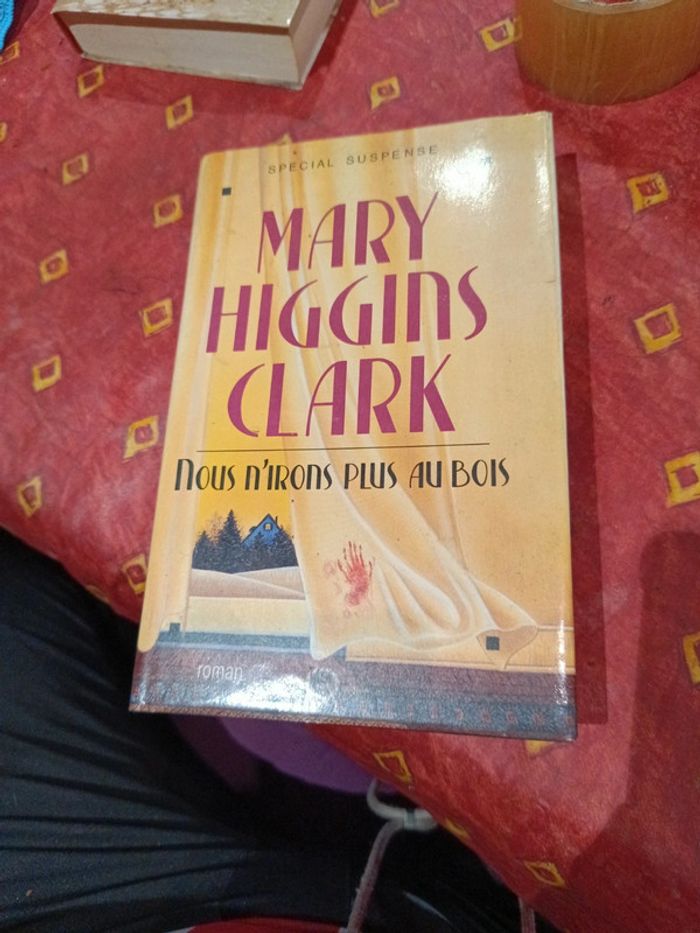 SPECIAL SUSPENSE
MARY
HIGGINS
CLARK
NOUS N'IRONS PLUS AU BOIS
roman